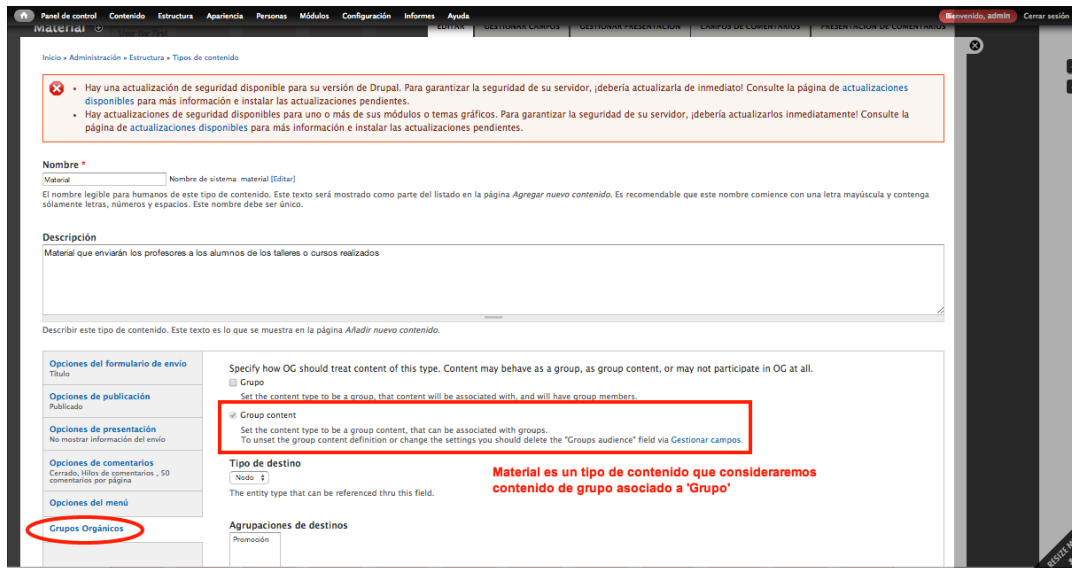 Panel de control Contenido Estructura Apariencia Personas Módulos Configuración Informes Ayuda Bienvenido, admin Cerrar sesión
Material
EDITAR GESTIONAR CAMPOS GESTIONAR PRESENTACIÓN CAMPOS DE COMENTARIOS PRESENTACIÓN DE COMENTARIOS
Inicio » Administración » Estructura » Tipos de contenido
Hay una actualización de seguridad disponible para su versión de Drupal. Para garantizar la seguridad de su servidor, ¡debería actualizarla de inmediato! Consulte la página de actualizaciones
disponibles para más información e instalar las actualizaciones pendientes.
Hay actualizaciones de seguridad disponibles para uno o más de sus módulos o temas gráficos. Para garantizar la seguridad de su servidor, ¡debería actualizarlos inmediatamente! Consulte la
página de actualizaciones disponibles para más información e instalar las actualizaciones pendientes.
Nombre *
Material Nombre de sistema: material [Editar]
El nombre legible para humanos de este tipo de contenido. Este texto será mostrado como parte del listado en la página Agregar nuevo contenido. Es recomendable que este nombre comience con una letra mayúscula y contenga
sólamente letras, números y espacios. Este nombre debe ser único.
Descripción
Material que enviarán los profesores a los alumnos de los talleres o cursos realizados
Describir este tipo de contenido. Este texto es lo que se muestra en la página Añadir nuevo contenido.
Opciones del formulario de envío
Título
Opciones de publicación
Publicado
Opciones de presentación
No mostrar información del envío
Opciones de comentarios
Cerrado, Hilos de comentarios , 50
comentarios por página
Opciones del menú
Grupos Orgánicos
Specify how OG should treat content of this type. Content may behave as a group, as group content, or may not participate in OG at all.
Grupo
Set the content type to be a group, that content will be associated with, and will have group members.
Group content
Set the content type to be a group content, that can be associated with groups.
To unset the group content definition or change the settings you should delete the "Groups audience" field via Gestionar campos.
Tipo de destino
Nodo
The entity type that can be referenced thru this field.
Material es un tipo de contenido que consideraremos
contenido de grupo asociado a 'Grupo'
Agrupaciones de destinos
Promoción